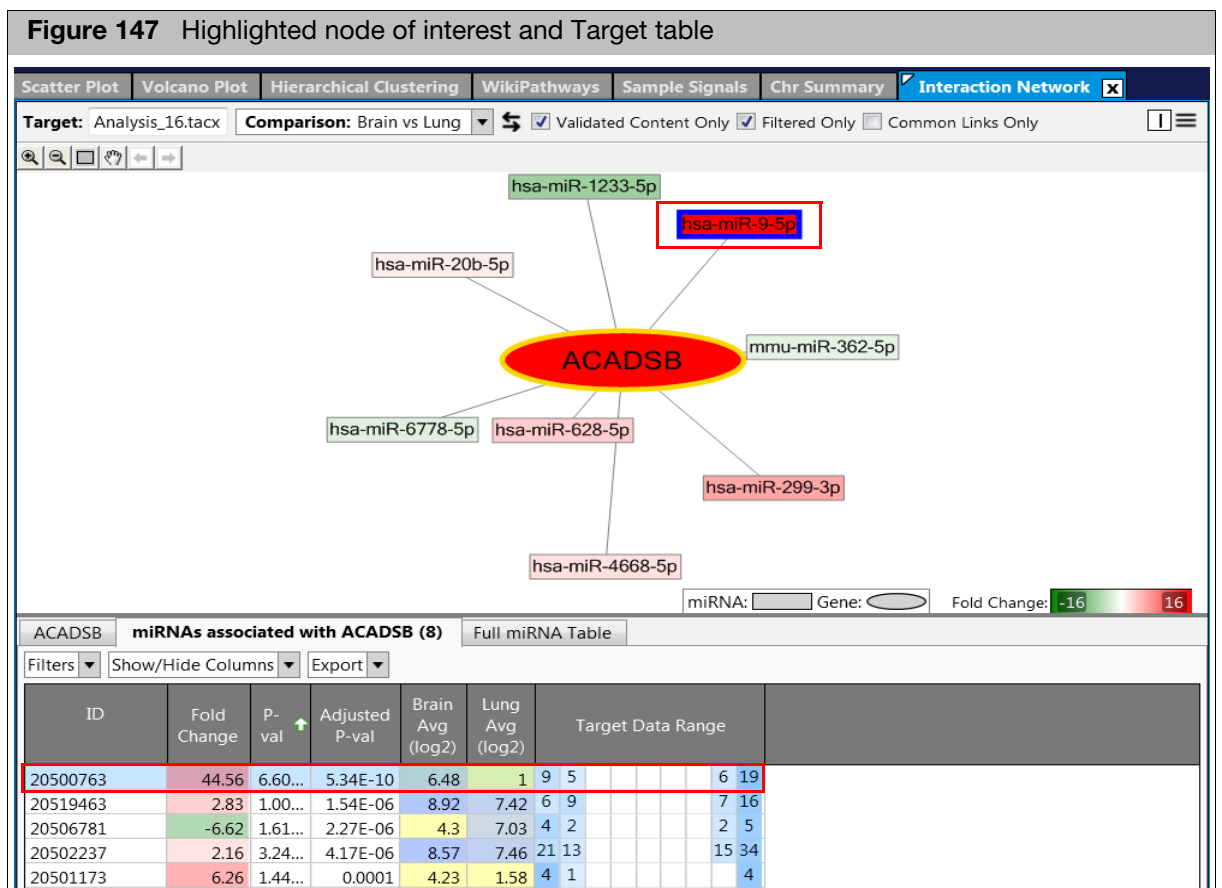 Figure 147 Highlighted node of interest and Target table
Scatter Plot Volcano Plot Hierarchical Clustering WikiPathways Sample Signals Chr Summary Interaction Network x
Target: Analysis_16.tacx Comparison: Brain vs Lung Validated Content Only Filtered Only Common Links Only
hsa-miR-1233-5p
hsa-miR-9-5p
hsa-miR-20b-5p
mmu-miR-362-5p
ACADSB
hsa-miR-6778-5p hsa-miR-628-5p
hsa-miR-299-3p
hsa-miR-4668-5p
miRNA: Gene: Fold Change: -16 16
ACADSB miRNAs associated with ACADSB (8) Full miRNA Table
Filters Show/Hide Columns Export
ID Fold Change P-val Adjusted P-val Brain Avg (log2) Lung Avg (log2) Target Data Range
20500763 44.56 6.60... 5.34E-10 6.48 1 9 5 6 19
20519463 2.83 1.00... 1.54E-06 8.92 7.42 6 9 7 16
20506781 -6.62 1.61... 2.27E-06 4.3 7.03 4 2 2 5
20502237 2.16 3.24... 4.17E-06 8.57 7.46 21 13 15 34
20501173 6.26 1.44... 0.0001 4.23 1.58 4 1 4